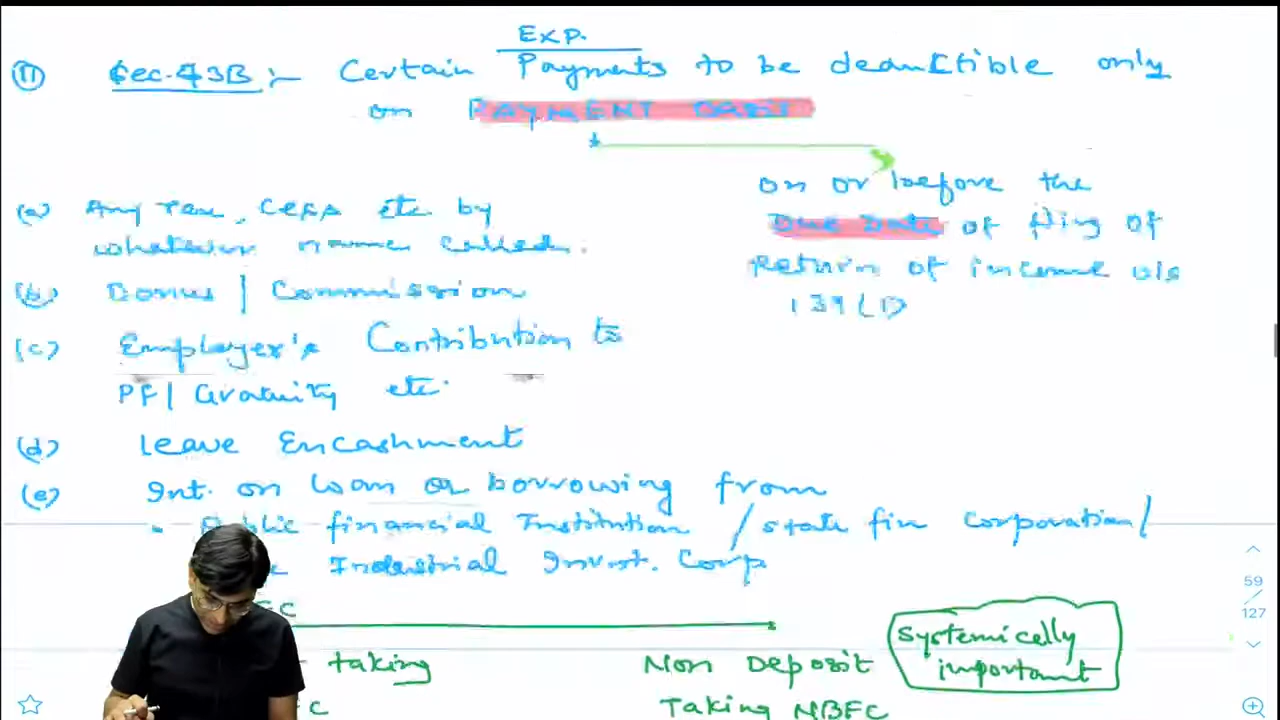 Exp.
(11) Sec. 43B :- Certain Payments to be deductible only
on PAYMENT BASIS
on or before the
Due Date of filing of
Return of income u/s
139(1)
(a) Any Tax, Cess etc by
whatever name called.
(b) Bonus | Commission
(c) Employer's Contribution to
PF | Gratuity etc.
(d) Leave Encashment
(e) Int. on Loan or borrowing from
Public financial Institution / State fin Corporation /
Industrial Invst. Corp
Systemically
important
taking
Non Deposit
Taking NBFC
59
127